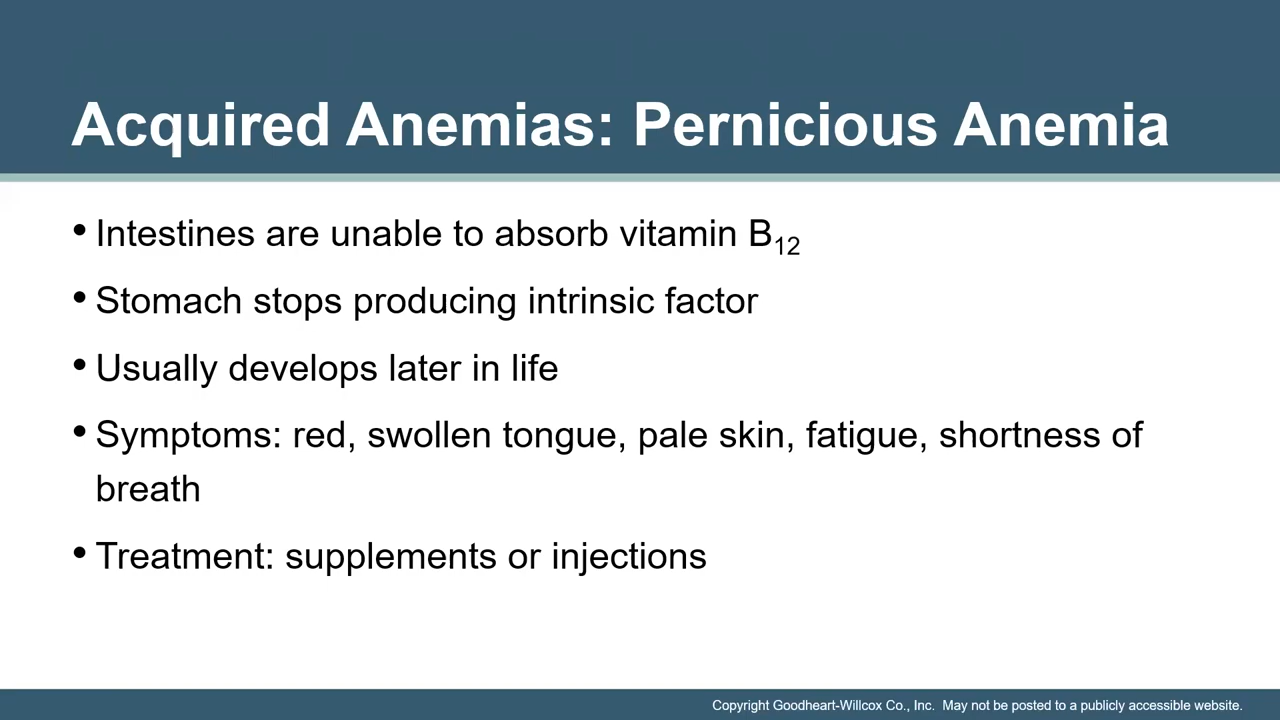 Acquired Anemias: Pernicious Anemia
• Intestines are unable to absorb vitamin B₁₂
• Stomach stops producing intrinsic factor
• Usually develops later in life
• Symptoms: red, swollen tongue, pale skin, fatigue, shortness of
breath
• Treatment: supplements or injections
Copyright Goodheart-Willcox Co., Inc.  May not be posted to a publicly accessible website.